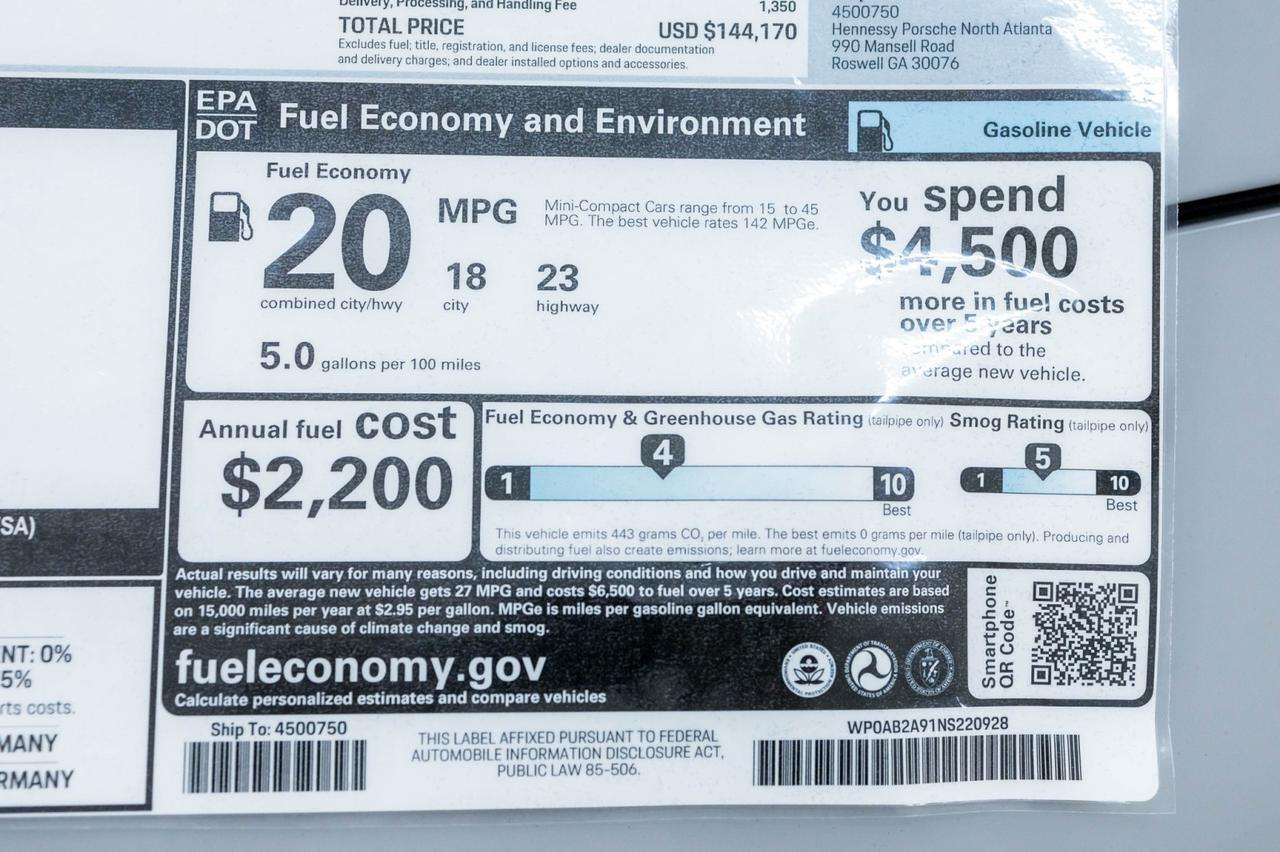 Delivery, Processing, and Handling Fee 1,350
TOTAL PRICE USD $144,170
Excludes fuel; title, registration, and license fees; dealer documentation
and delivery charges; and dealer installed options and accessories.
4500750
Hennessy Porsche North Atlanta
990 Mansell Road
Roswell GA 30076
EPA
DOT
Fuel Economy and Environment
Gasoline Vehicle
Fuel Economy
20 MPG
combined city/hwy
18
city
23
highway
Mini-Compact Cars range from 15 to 45
MPG. The best vehicle rates 142 MPGe.
5.0 gallons per 100 miles
You spend
$4,500
more in fuel costs
over 5 years
compared to the
average new vehicle.
Annual fuel cost
$2,200
Fuel Economy & Greenhouse Gas Rating (tailpipe only)
4
1 10
Best
Smog Rating (tailpipe only)
5
1 10
Best
This vehicle emits 443 grams CO₂ per mile. The best emits 0 grams per mile (tailpipe only). Producing and
distributing fuel also create emissions; learn more at fueleconomy.gov.
Actual results will vary for many reasons, including driving conditions and how you drive and maintain your
vehicle. The average new vehicle gets 27 MPG and costs $6,500 to fuel over 5 years. Cost estimates are based
on 15,000 miles per year at $2.95 per gallon. MPGe is miles per gasoline gallon equivalent. Vehicle emissions
are a significant cause of climate change and smog.
fueleconomy.gov
Calculate personalized estimates and compare vehicles
Smartphone
QR Code™
SA)
NT: 0%
5%
rts costs.
MANY
RMANY
Ship To: 4500750
THIS LABEL AFFIXED PURSUANT TO FEDERAL
AUTOMOBILE INFORMATION DISCLOSURE ACT,
PUBLIC LAW 85-506.
WP0AB2A91NS220928